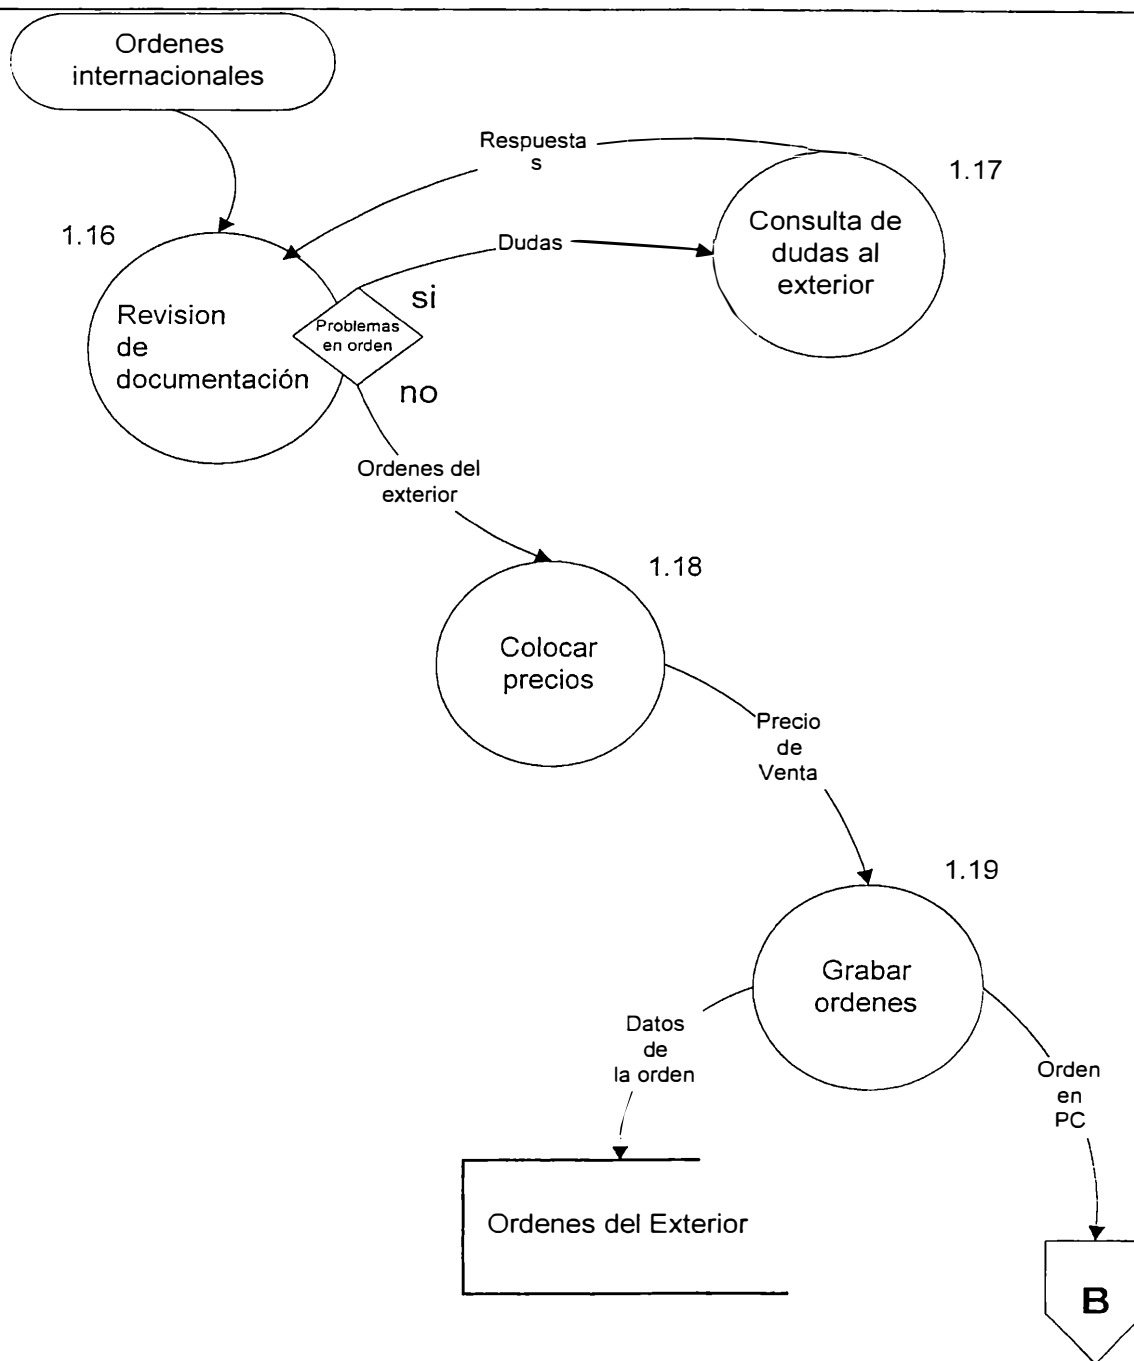 Ordenes
internacionales
Respuesta
s
1.17
1.16
Consulta de
dudas al
exterior
Dudas
si
Revision
de
documentación
Problemas
en orden
no
Ordenes del
exterior
1.18
Colocar
precios
Precio
de
Venta
1.19
Grabar
ordenes
Datos
de
la orden
Orden
en
PC
Ordenes del Exterior
B